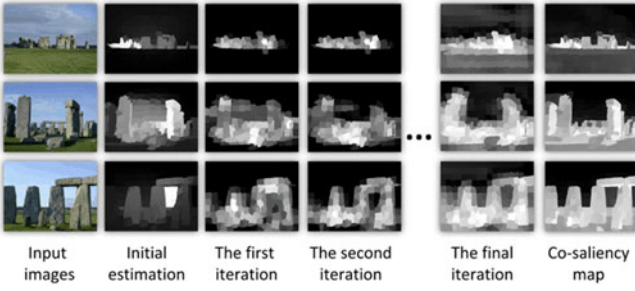 Input
images
Initial
estimation
The first
iteration
The second
iteration
...
The final
iteration
Co-saliency
map